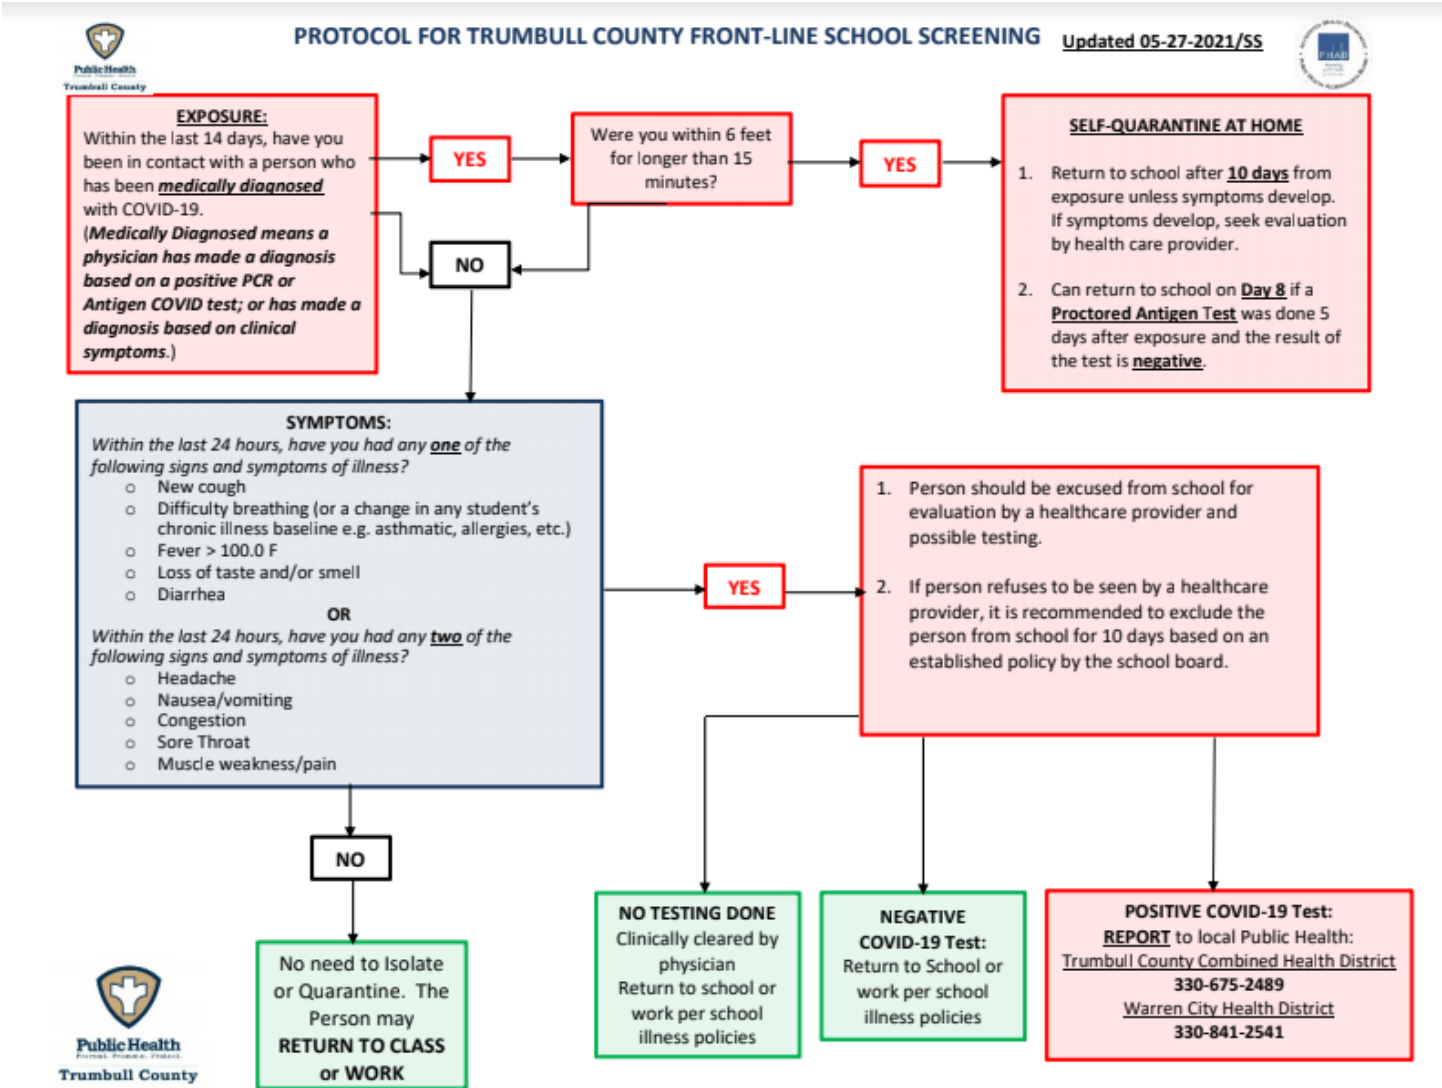 PROTOCOL FOR TRUMBULL COUNTY FRONT-LINE SCHOOL SCREENING
Updated 05-27-2021/SS
Public Health
Trumbull County
PHAB
EXPOSURE:
Within the last 14 days, have you
been in contact with a person who
has been medically diagnosed
with COVID-19.
(Medically Diagnosed means a
physician has made a diagnosis
based on a positive PCR or
Antigen COVID test; or has made a
diagnosis based on clinical
symptoms.)
YES
Were you within 6 feet
for longer than 15
minutes?
YES
NO
SELF-QUARANTINE AT HOME
1. Return to school after 10 days from
exposure unless symptoms develop.
If symptoms develop, seek evaluation
by health care provider.
2. Can return to school on Day 8 if a
Proctored Antigen Test was done 5
days after exposure and the result of
the test is negative.
SYMPTOMS:
Within the last 24 hours, have you had any one of the
following signs and symptoms of illness?
o New cough
o Difficulty breathing (or a change in any student's
chronic illness baseline e.g. asthmatic, allergies, etc.)
o Fever > 100.0 F
o Loss of taste and/or smell
o Diarrhea
OR
Within the last 24 hours, have you had any two of the
following signs and symptoms of illness?
o Headache
o Nausea/vomiting
o Congestion
o Sore Throat
o Muscle weakness/pain
YES
1. Person should be excused from school for
evaluation by a healthcare provider and
possible testing.
2. If person refuses to be seen by a healthcare
provider, it is recommended to exclude the
person from school for 10 days based on an
established policy by the school board.
NO
No need to Isolate
or Quarantine. The
Person may
RETURN TO CLASS
or WORK
NO TESTING DONE
Clinically cleared by
physician
Return to school or
work per school
illness policies
NEGATIVE
COVID-19 Test:
Return to School or
work per school
illness policies
POSITIVE COVID-19 Test:
REPORT to local Public Health:
Trumbull County Combined Health District
330-675-2489
Warren City Health District
330-841-2541
Public Health
Prevent. Promote. Protect.
Trumbull County